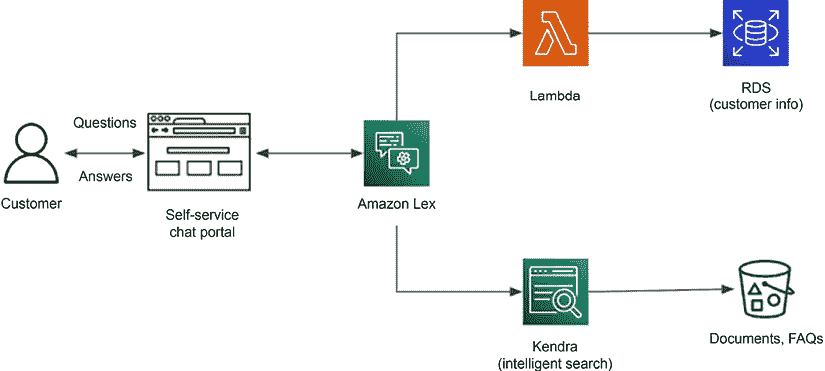 Questions
Answers
Customer
Self-service
chat portal
Amazon Lex
Lambda
RDS
(customer info)
Kendra
(intelligent search)
Documents, FAQs